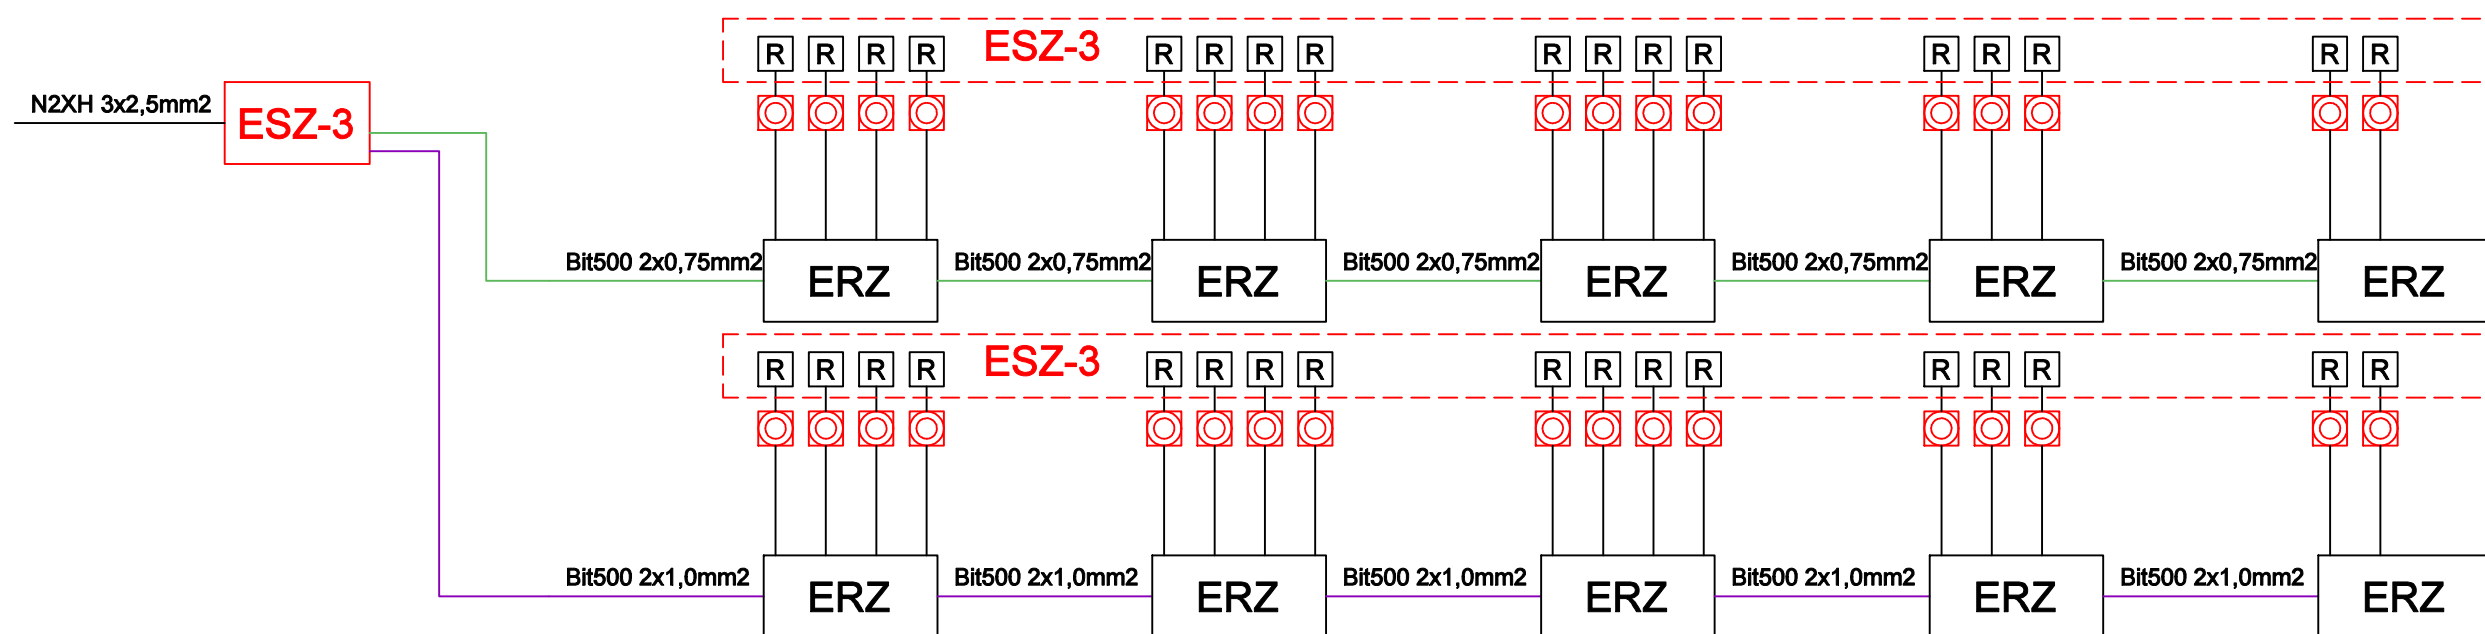 R R R R ESZ-3 R R R R R R R R R R R R R
N2XH 3x2,5mm2
ESZ-3
Bit500 2x0,75mm2 Bit500 2x0,75mm2 Bit500 2x0,75mm2 Bit500 2x0,75mm2 Bit500 2x0,75mm2
ERZ ERZ ERZ ERZ ERZ
R R R R ESZ-3 R R R R R R R R R R R R R
Bit500 2x1,0mm2 Bit500 2x1,0mm2 Bit500 2x1,0mm2 Bit500 2x1,0mm2 Bit500 2x1,0mm2
ERZ ERZ ERZ ERZ ERZ